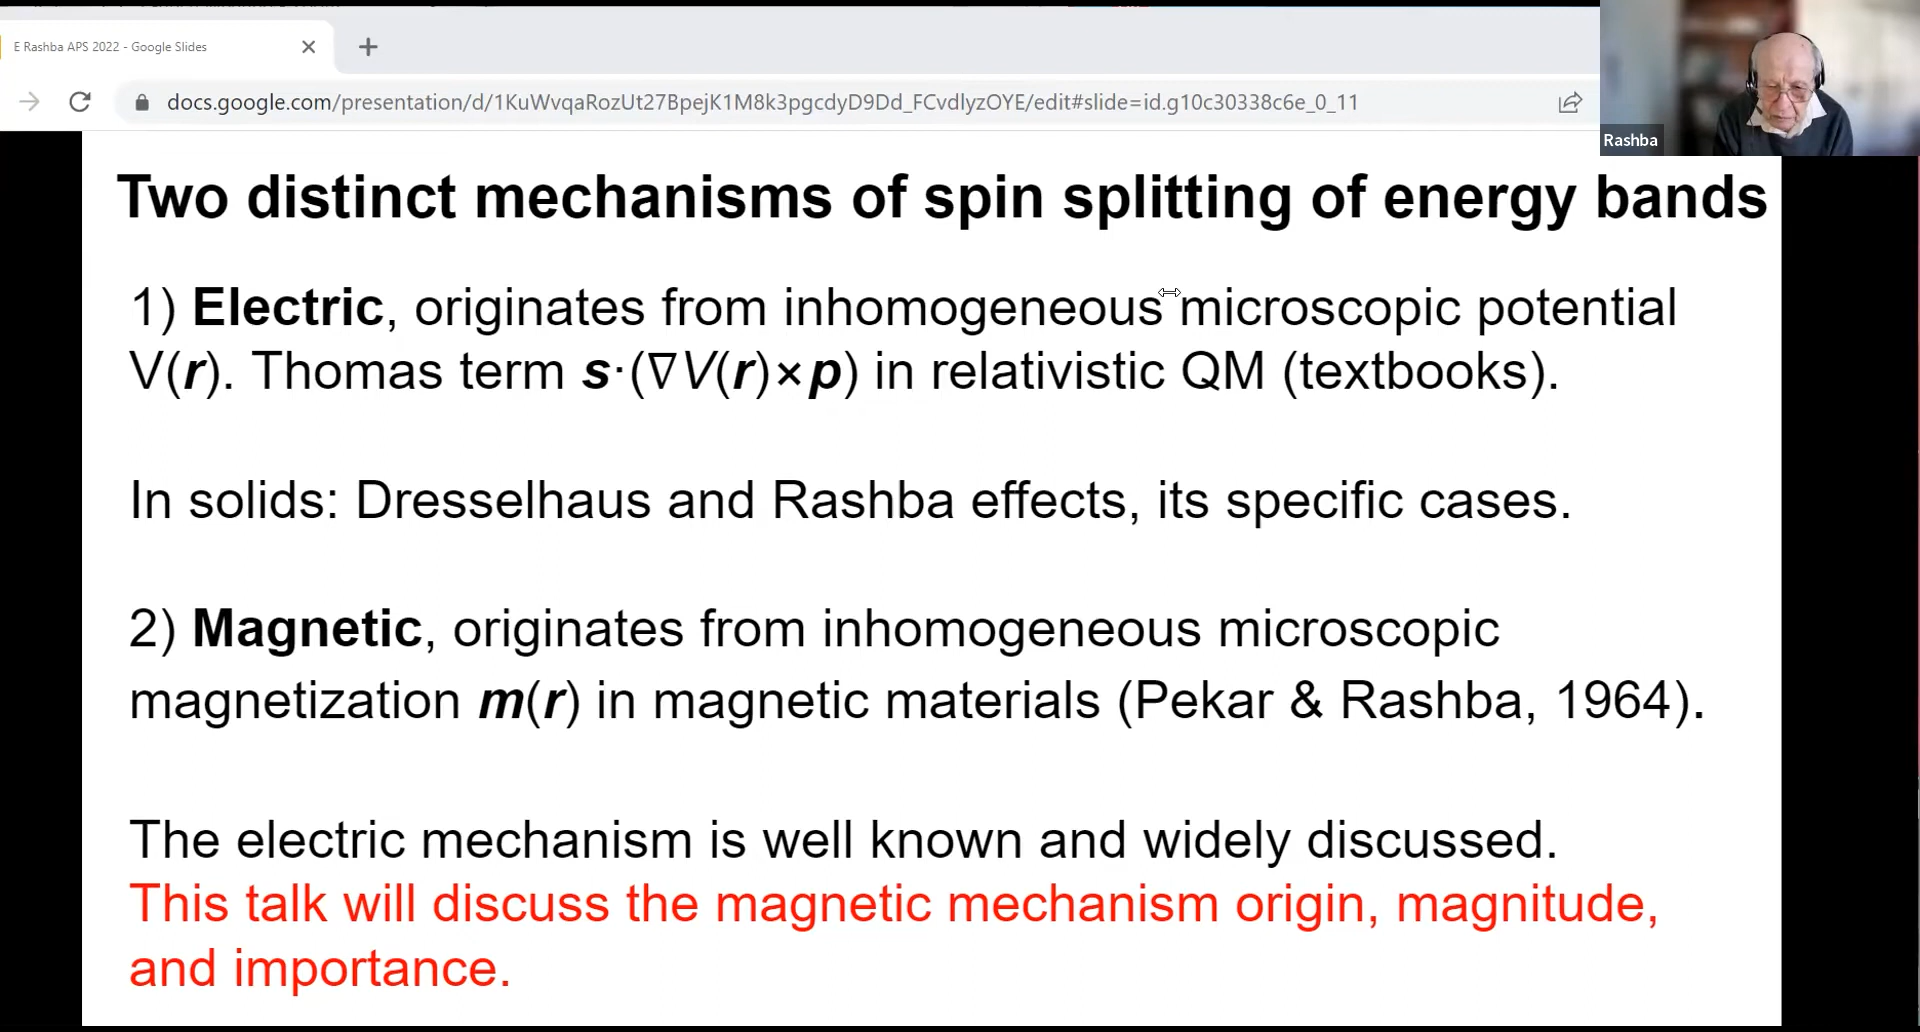 E Rashba APS 2022 - Google Slides
docs.google.com/presentation/d/1KuWvqaRozUt27BpejK1M8k3pgcdyD9Dd_FCvdlyzOYE/edit#slide=id.g10c30338c6e_0_11
Rashba
Two distinct mechanisms of spin splitting of energy bands
1) Electric, originates from inhomogeneous microscopic potential
V(r). Thomas term s·(∇V(r)×p) in relativistic QM (textbooks).
In solids: Dresselhaus and Rashba effects, its specific cases.
2) Magnetic, originates from inhomogeneous microscopic
magnetization m(r) in magnetic materials (Pekar & Rashba, 1964).
The electric mechanism is well known and widely discussed.
This talk will discuss the magnetic mechanism origin, magnitude,
and importance.